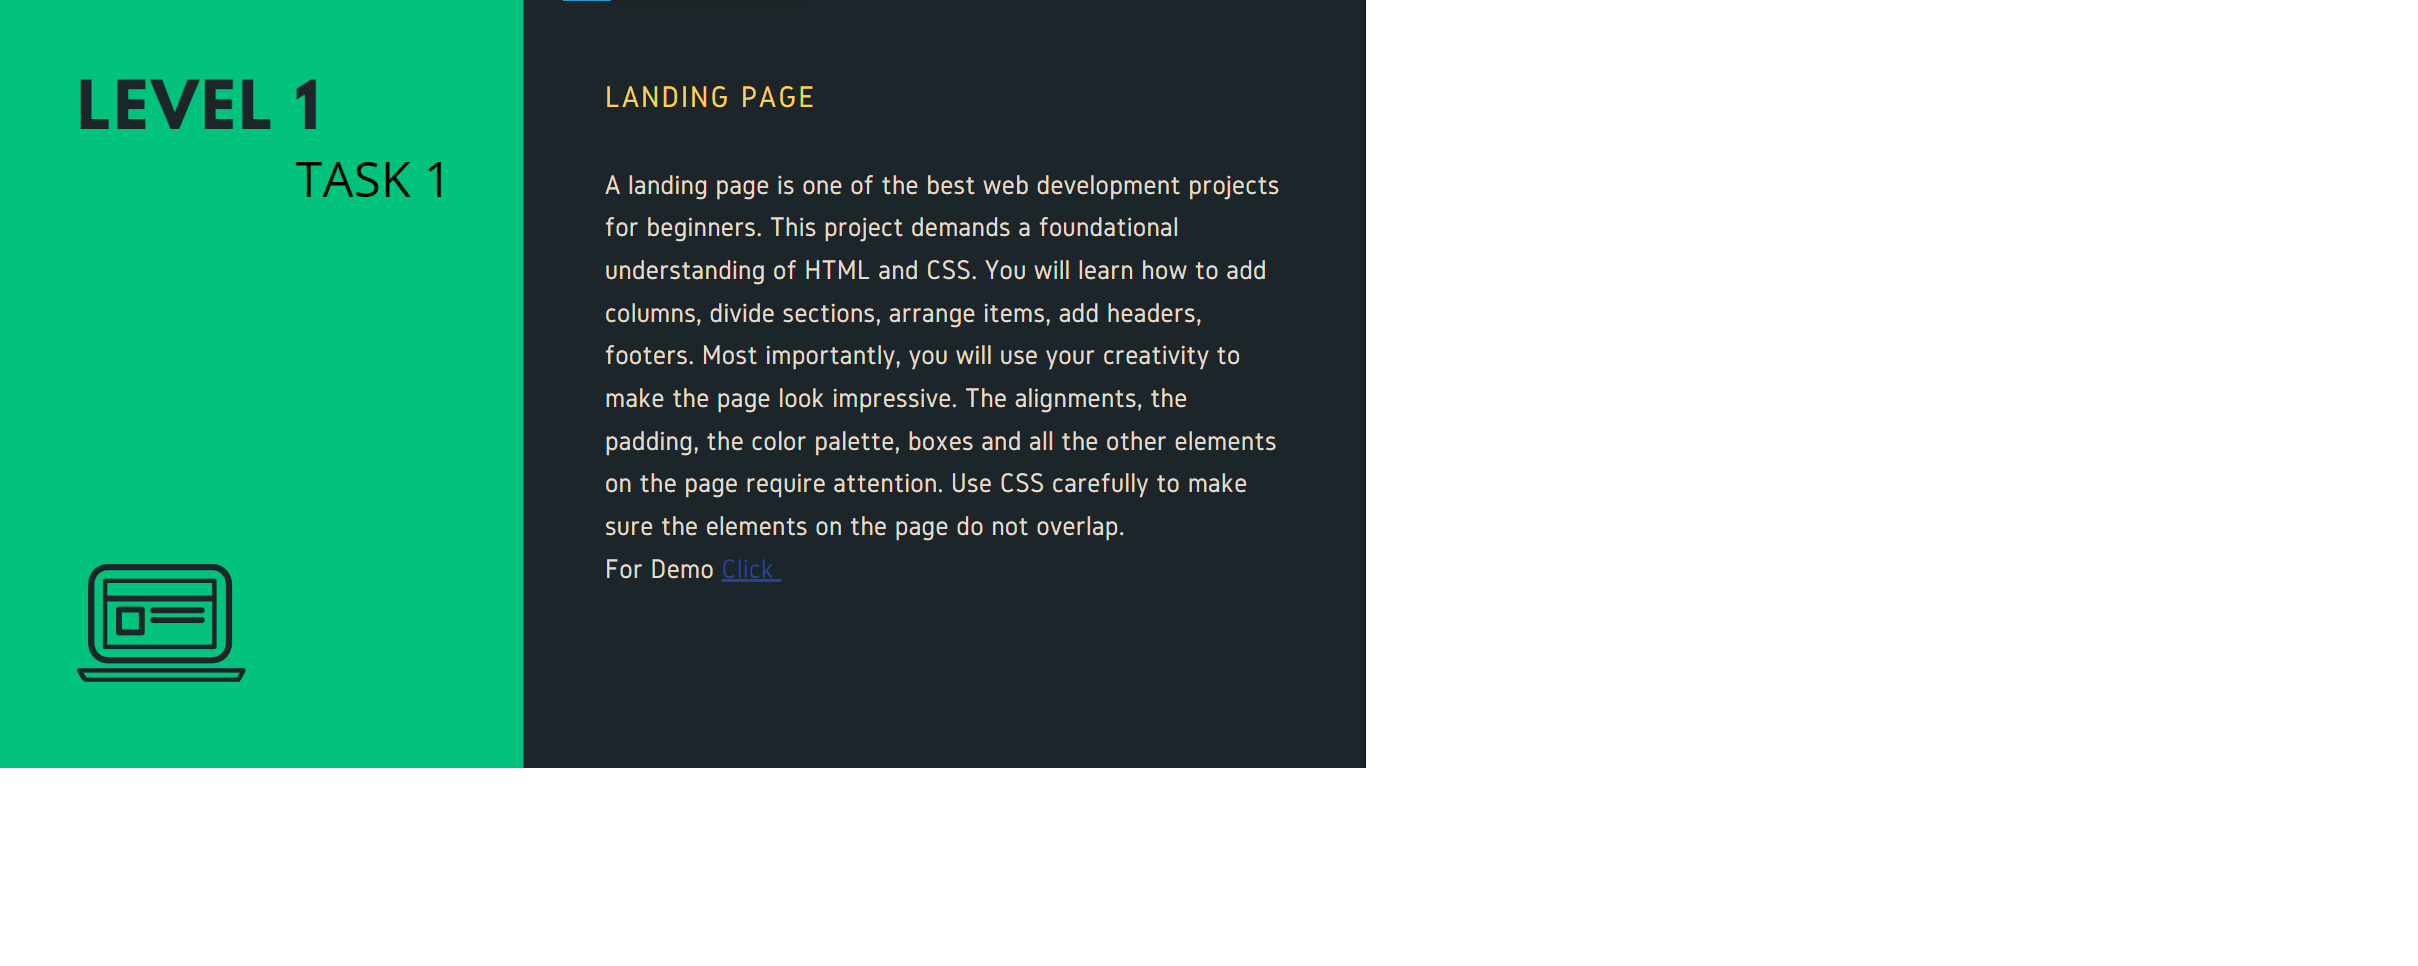 LEVEL 1
TASK 1
LANDING PAGE
A landing page is one of the best web development projects
for beginners. This project demands a foundational
understanding of HTML and CSS. You will learn how to add
columns, divide sections, arrange items, add headers,
footers. Most importantly, you will use your creativity to
make the page look impressive. The alignments, the
padding, the color palette, boxes and all the other elements
on the page require attention. Use CSS carefully to make
sure the elements on the page do not overlap.
For Demo Click